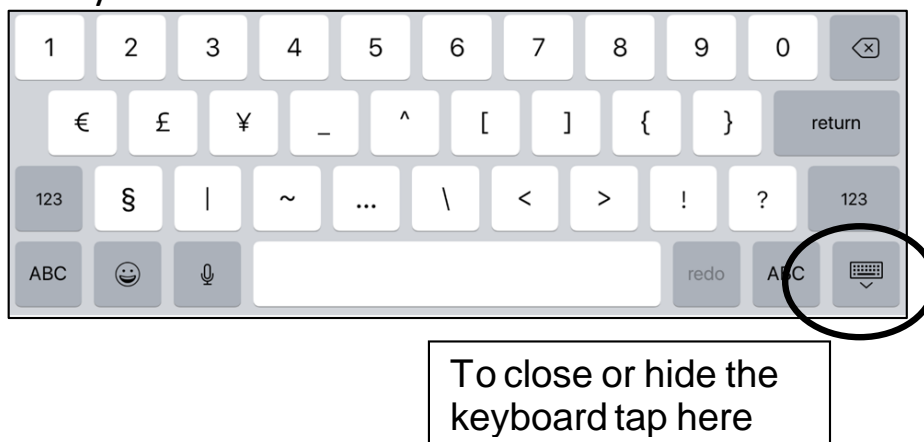 1 2 3 4 5 6 7 8 9 0
€ £ ¥ _ ^ [ ] { } return
123 § | ~ ... \ < > ! ? 123
ABC redo ABC
To close or hide the
keyboard tap here